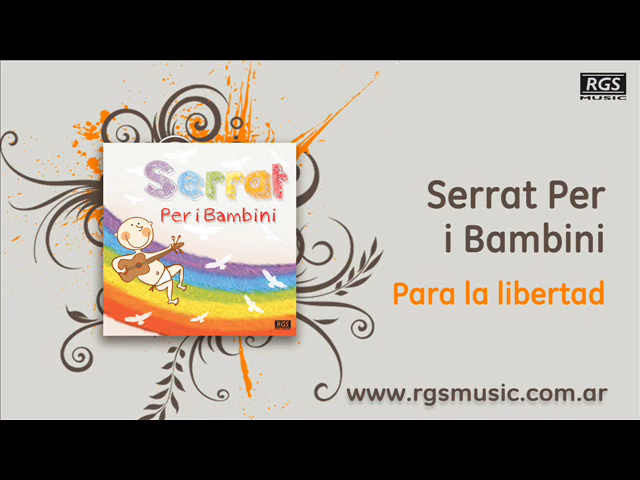 RGS
MUSIC
Serrat
Per i Bambini
RGS
Serrat Per
i Bambini
Para la libertad
www.rgsmusic.com.ar